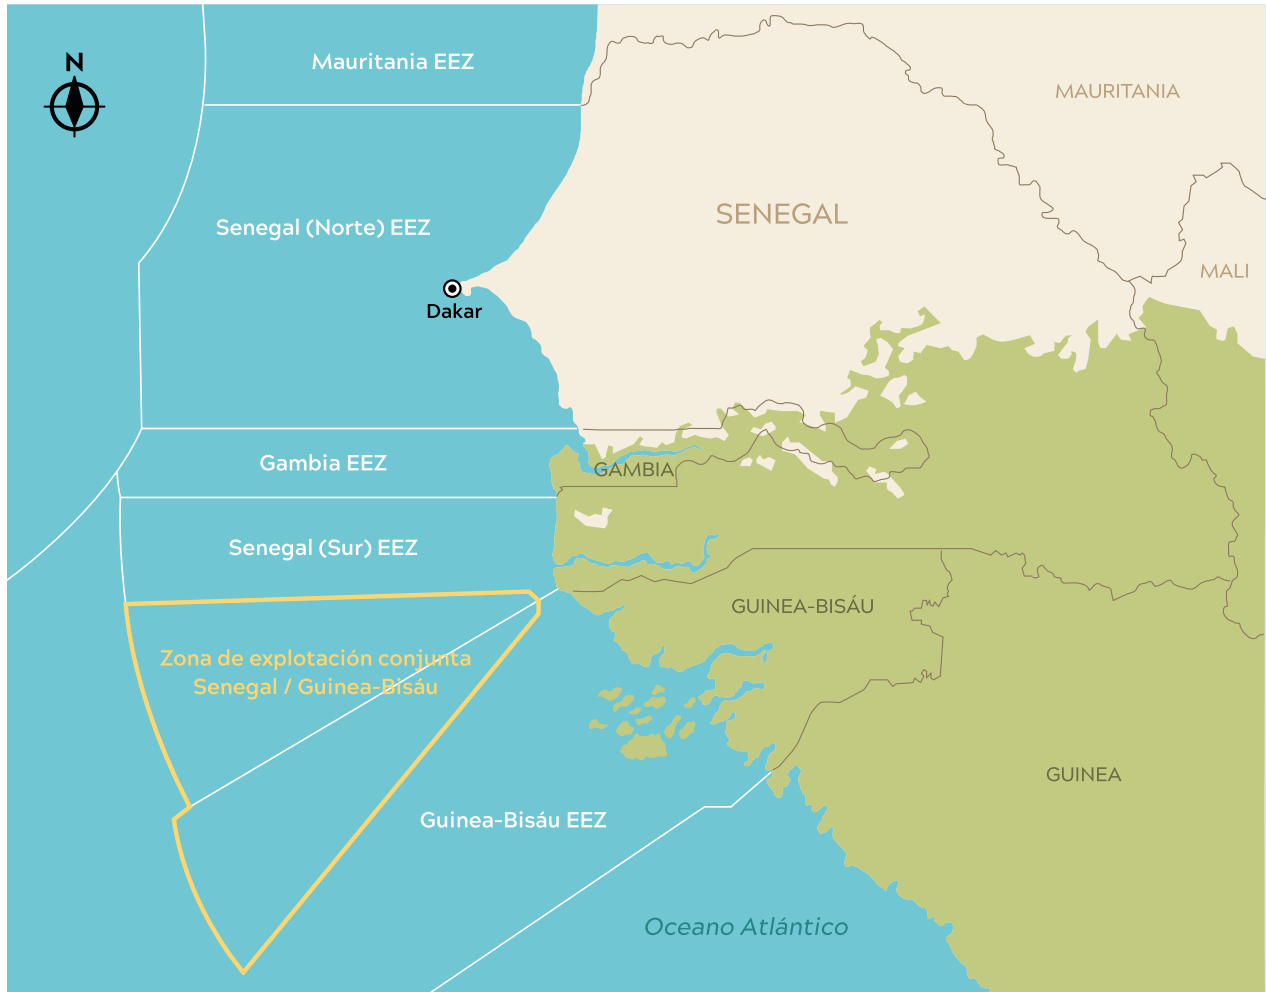 N
Mauritania EEZ
MAURITANIA
SENEGAL
Senegal (Norte) EEZ
MALI
Dakar
Gambia EEZ
GAMBIA
Senegal (Sur) EEZ
GUINEA-BISÁU
Zona de explotación conjunta
Senegal / Guinea-Bisáu
GUINEA
Guinea-Bisáu EEZ
Oceano Atlántico